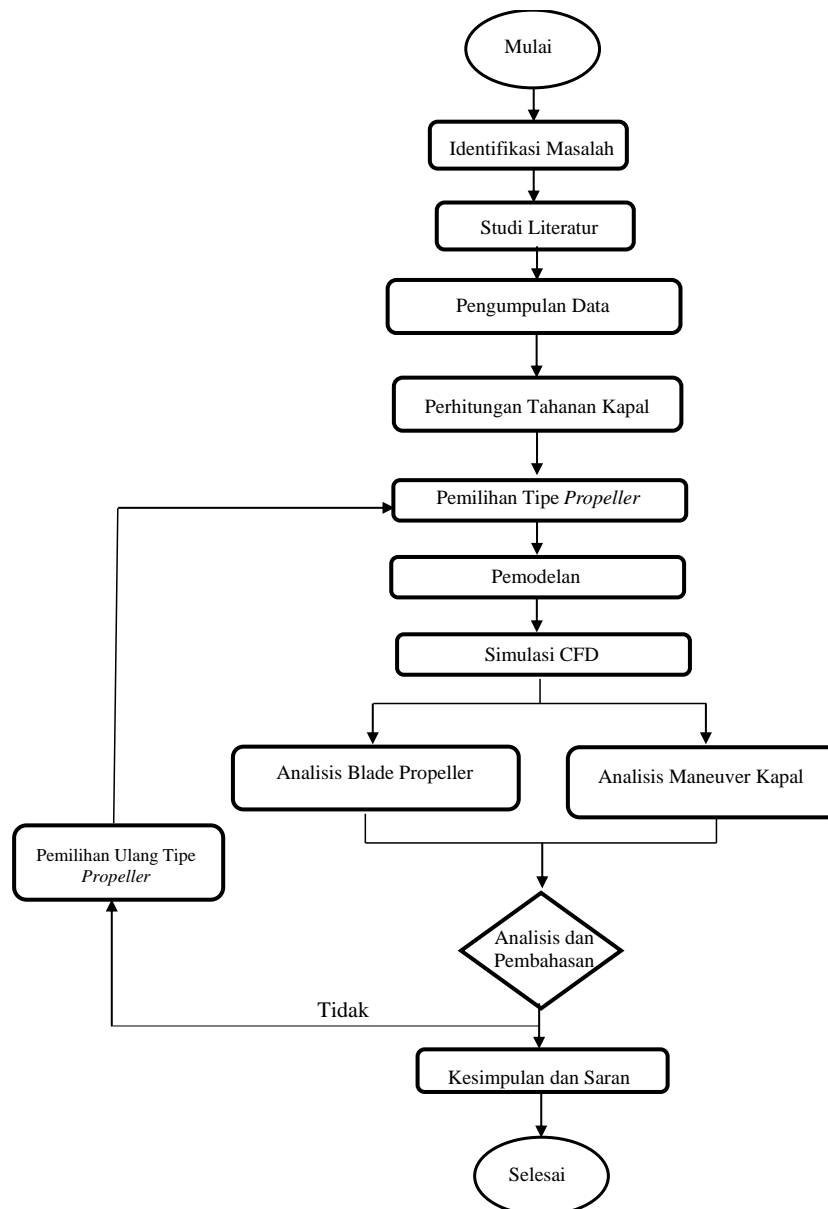 Mulai
Identifikasi Masalah
Studi Literatur
Pengumpulan Data
Perhitungan Tahanan Kapal
Pemilihan Tipe Propeller
Pemodelan
Simulasi CFD
Analisis Blade Propeller
Analisis Maneuver Kapal
Pemilihan Ulang Tipe
Propeller
Analisis dan
Pembahasan
Tidak
Kesimpulan dan Saran
Selesai